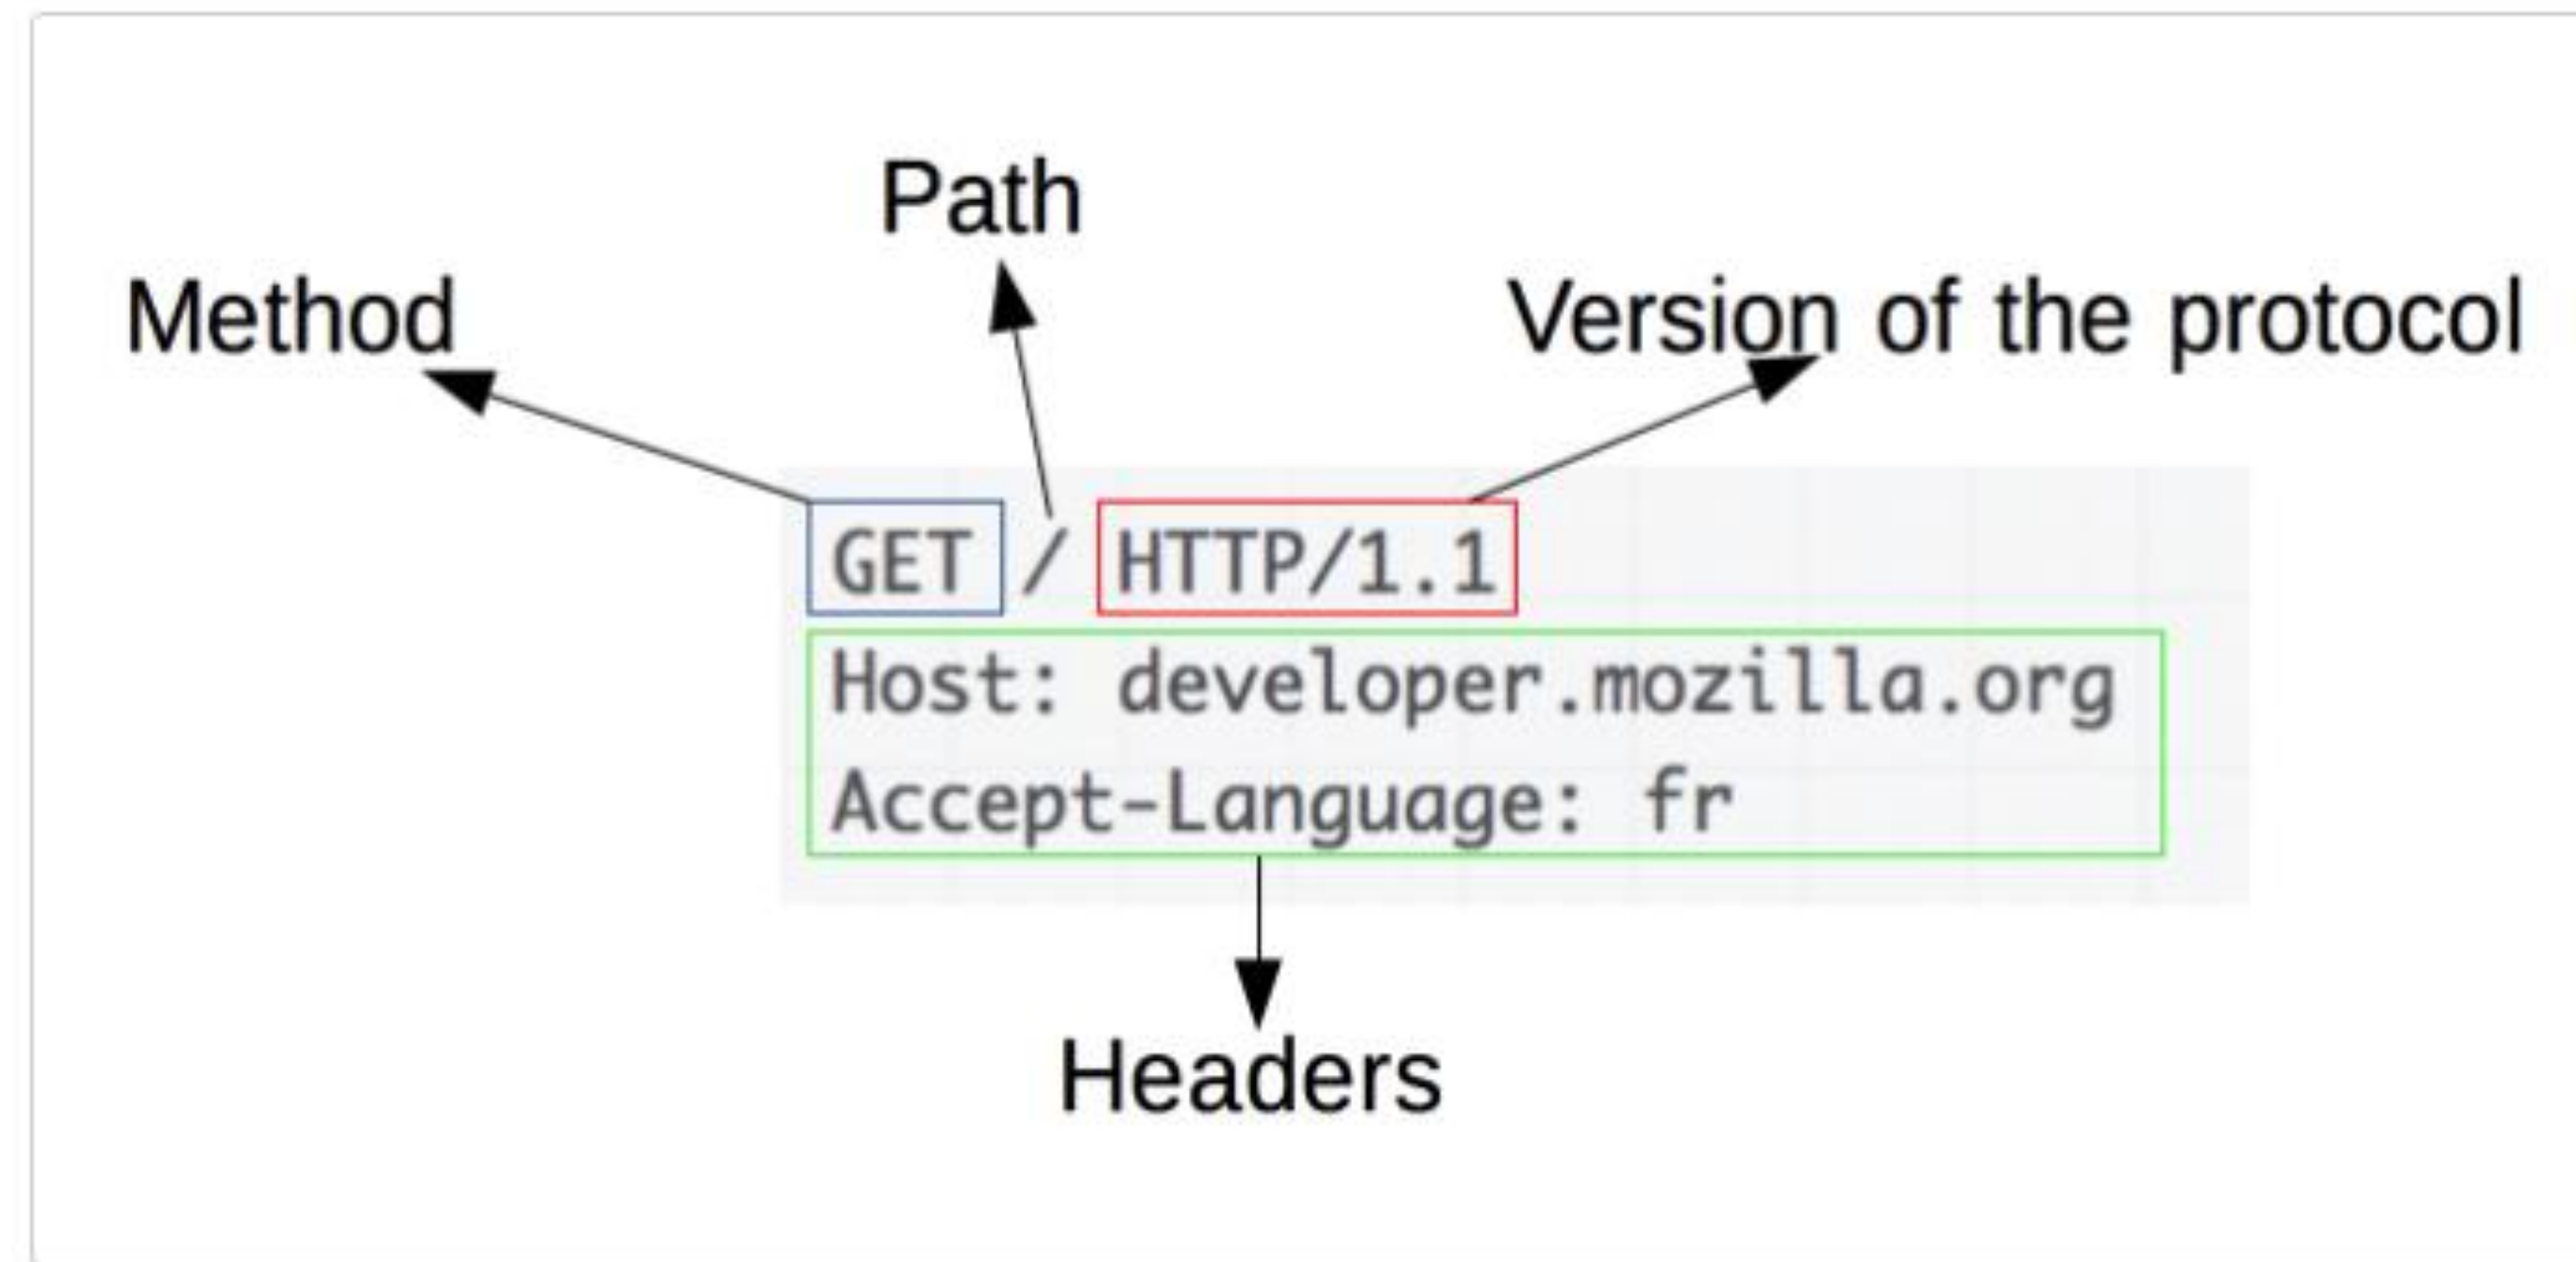 Path
Method
Version of the protocol
GET / HTTP/1.1
Host: developer.mozilla.org
Accept-Language: fr
Headers